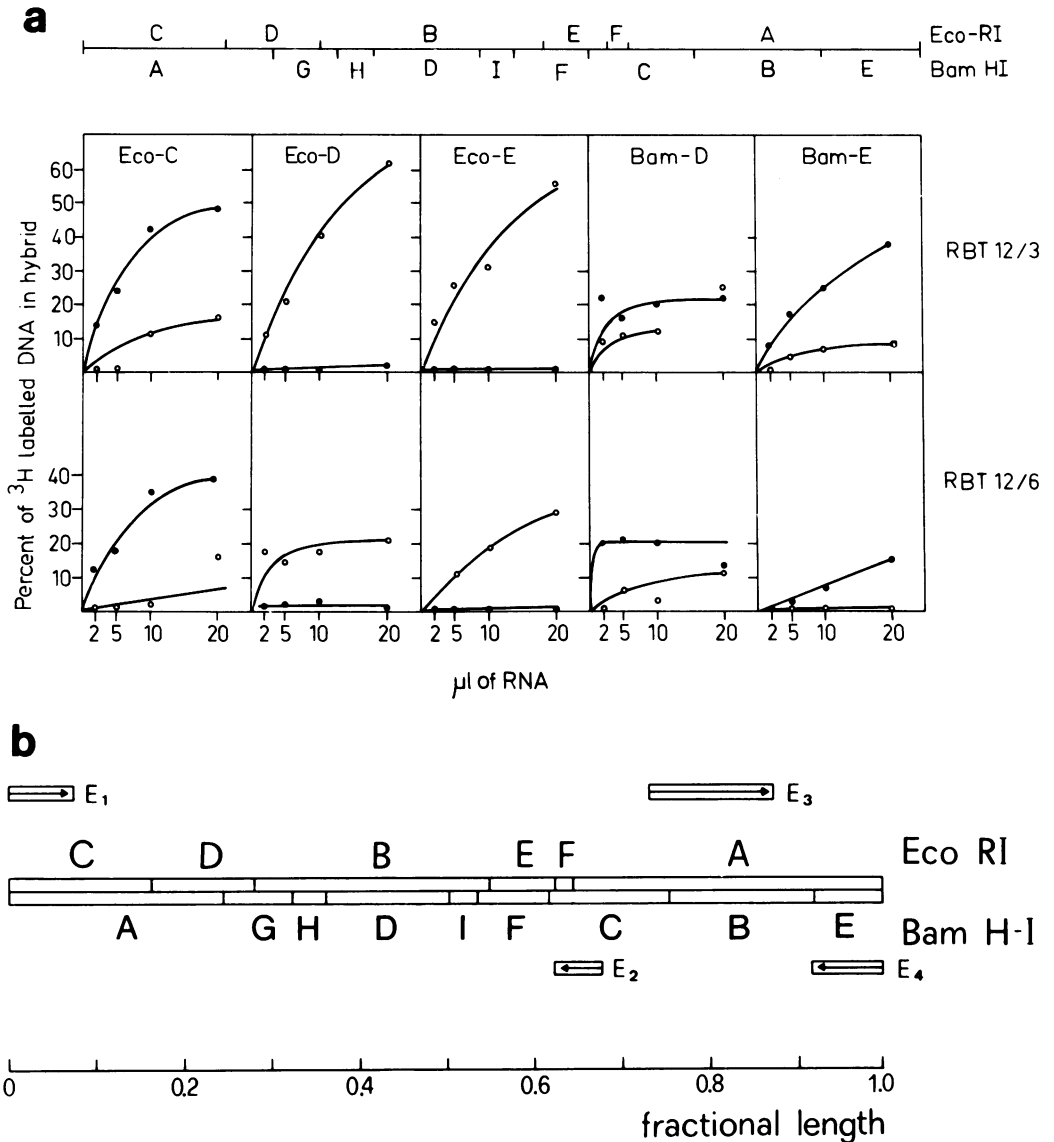 a
C D B E F A Eco-RI
A G H D I F C B E Bam HI
Eco-C Eco-D Eco-E Bam-D Bam-E
60
50
40
30
20
10
RBT 12/3
Percent of ³H labelled DNA in hybrid
40
30
20
10
RBT 12/6
2 5 10 20 2 5 10 20 2 5 10 20 2 5 10 20 2 5 10 20
µl of RNA
b
E₁ E₃
C D B E F A Eco RI
A G H D I F C B E Bam H-I
E₂ E₄
0 0.2 0.4 0.6 0.8 1.0
fractional length